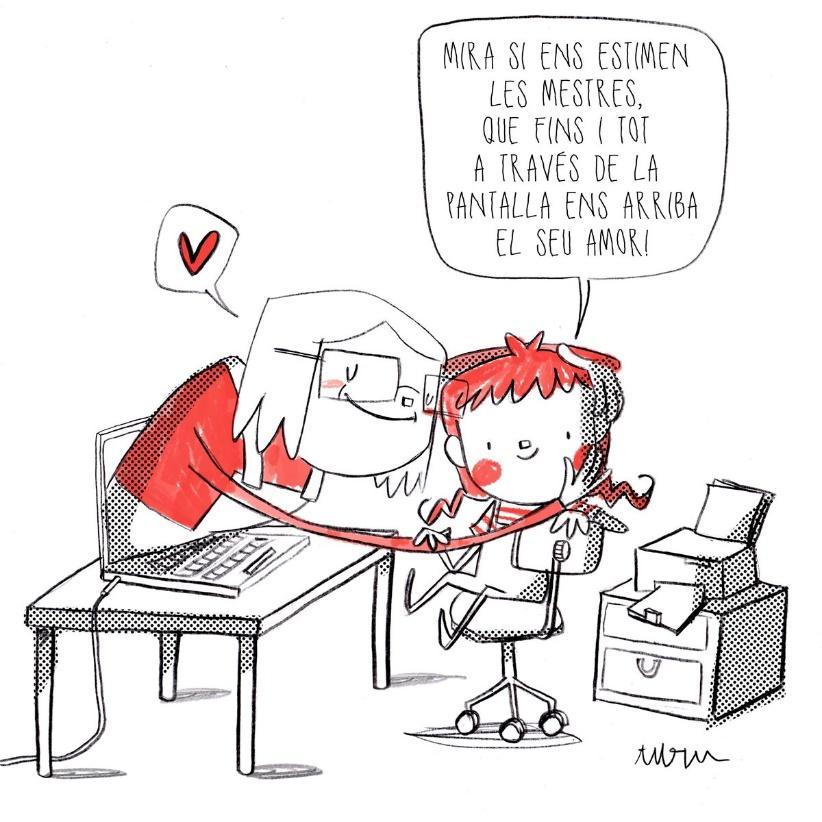 MIRA SI ENS ESTIMEN
LES MESTRES,
QUE FINS I TOT
A TRAVÉS DE LA
PANTALLA ENS ARRIBA
EL SEU AMOR!